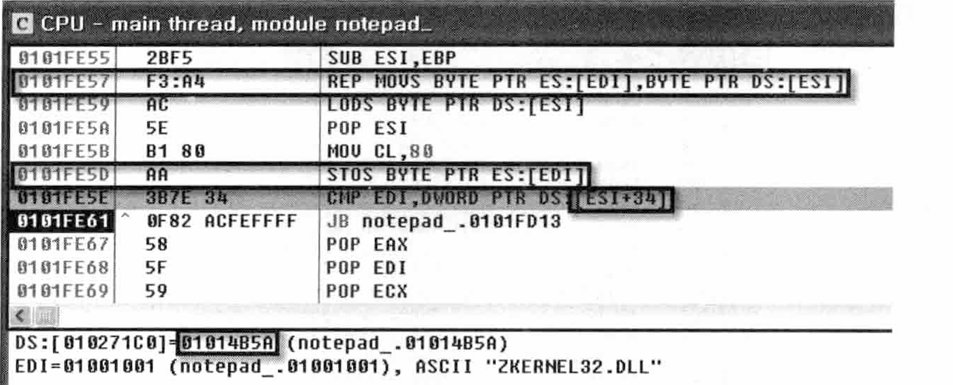 C CPU - main thread, module notepad_
0101FE55 2BF5 SUB ESI,EBP
0101FE57 F3:A4 REP MOVS BYTE PTR ES:[EDI],BYTE PTR DS:[ESI]
0101FE59 AC LODS BYTE PTR DS:[ESI]
0101FE5A 5E POP ESI
0101FE5B B1 80 MOV CL,80
0101FE5D AA STOS BYTE PTR ES:[EDI]
0101FE5E 3B7E 34 CMP EDI,DWORD PTR DS:[ESI+34]
0101FE61 ^ 0F82 ACFEFFFF JB notepad_.0101FD13
0101FE67 58 POP EAX
0101FE68 5F POP EDI
0101FE69 59 POP ECX
DS:[010271C0]=01014B5A (notepad_.01014B5A)
EDI=01001001 (notepad_.01001001), ASCII "ZKERNEL32.DLL"